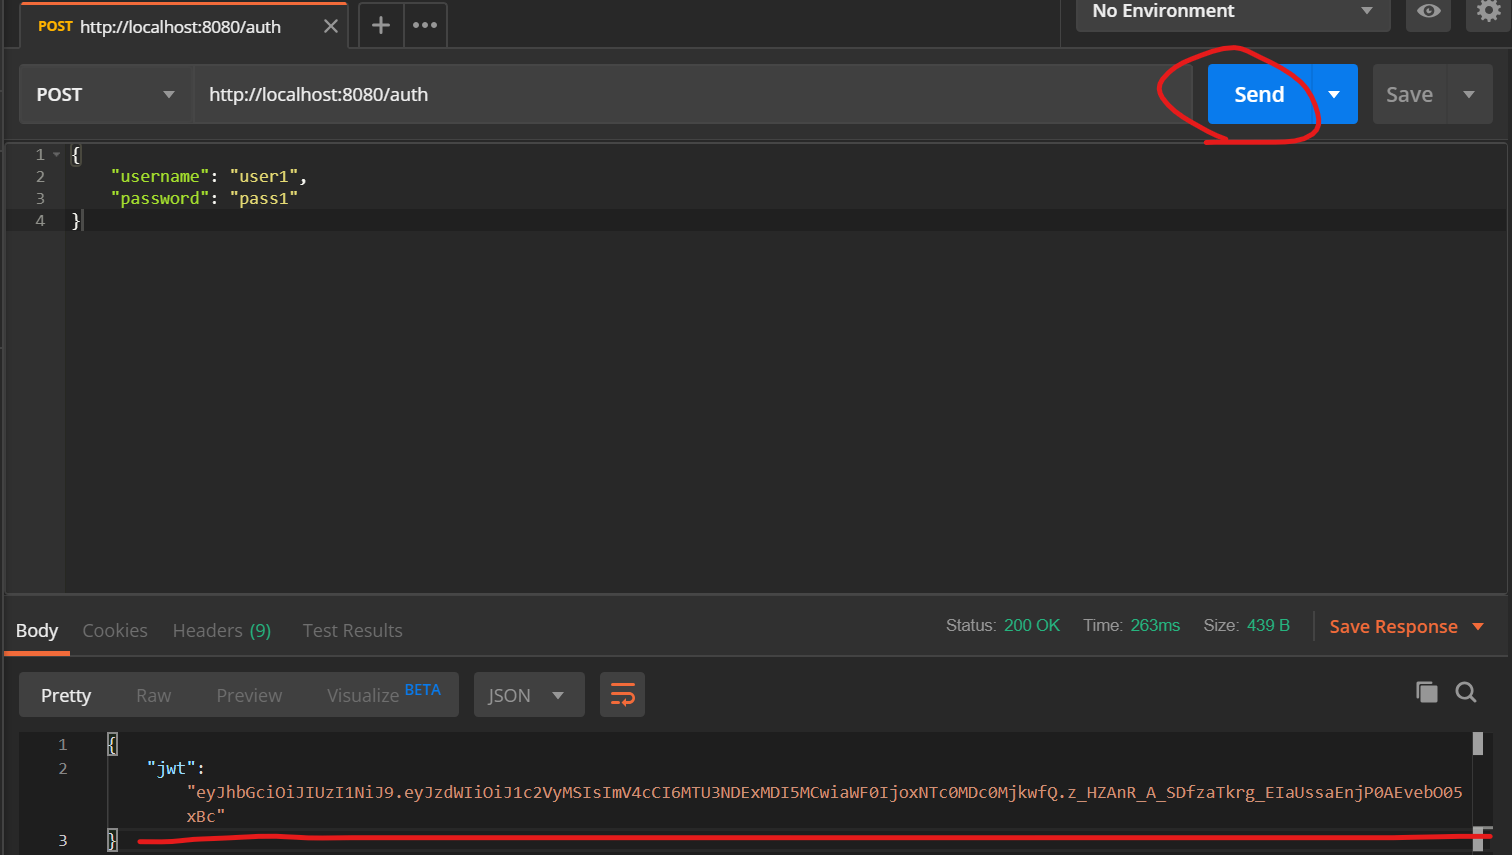 POST http://localhost:8080/auth
No Environment
POST http://localhost:8080/auth Send Save
1 {
2 "username": "user1",
3 "password": "pass1"
4 }
Body Cookies Headers (9) Test Results Status: 200 OK Time: 263ms Size: 439 B Save Response
Pretty Raw Preview Visualize BETA JSON
1 {
2 "jwt":
"eyJhbGciOiJIUzI1NiJ9.eyJzdWIiOiJ1c2VyMSIsImV4cCI6MTU3NDExMDI5MCwiaWF0IjoxNTc0MDc0MjkwfQ.z_HZAnR_A_SDfzaTkrg_EIaUssaEnjP0AEvebO05
xBc"
3 }